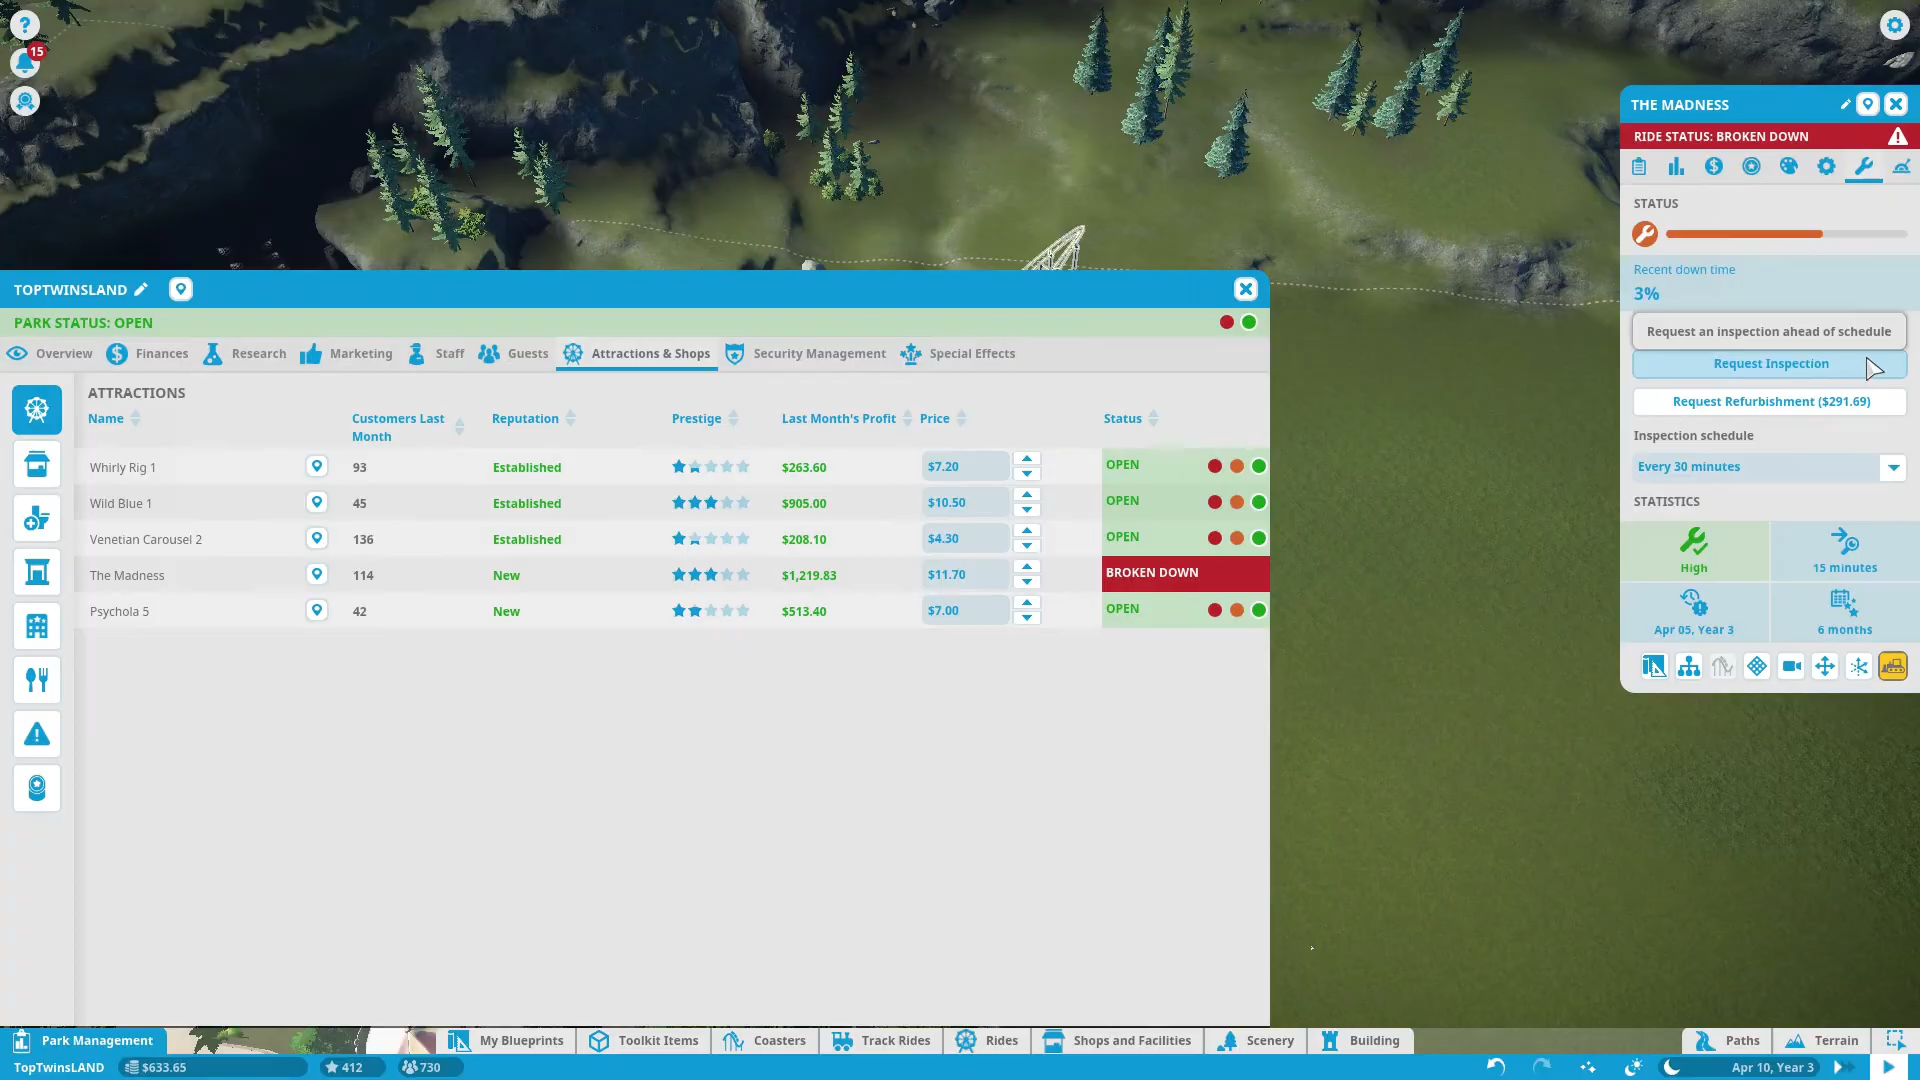 ?
15
THE MADNESS
RIDE STATUS: BROKEN DOWN
STATUS
Recent down time
3%
Request an inspection ahead of schedule
Request Inspection
Request Refurbishment ($291.69)
Inspection schedule
Every 30 minutes
STATISTICS
High
15 minutes
Apr 05, Year 3
6 months
TOPTWINSLAND
PARK STATUS: OPEN
Overview Finances Research Marketing Staff Guests Attractions & Shops Security Management Special Effects
ATTRACTIONS
Name Customers Last Month Reputation Prestige Last Month's Profit Price Status
Whirly Rig 1 93 Established $263.60 $7.20 OPEN
Wild Blue 1 45 Established $905.00 $10.50 OPEN
Venetian Carousel 2 136 Established $208.10 $4.30 OPEN
The Madness 114 New $1,219.83 $11.70 BROKEN DOWN
Psychola 5 42 New $513.40 $7.00 OPEN
Park Management My Blueprints Toolkit Items Coasters Track Rides Rides Shops and Facilities Scenery Building Paths Terrain
TopTwinsLAND $633.65 412 730 Apr 10, Year 3